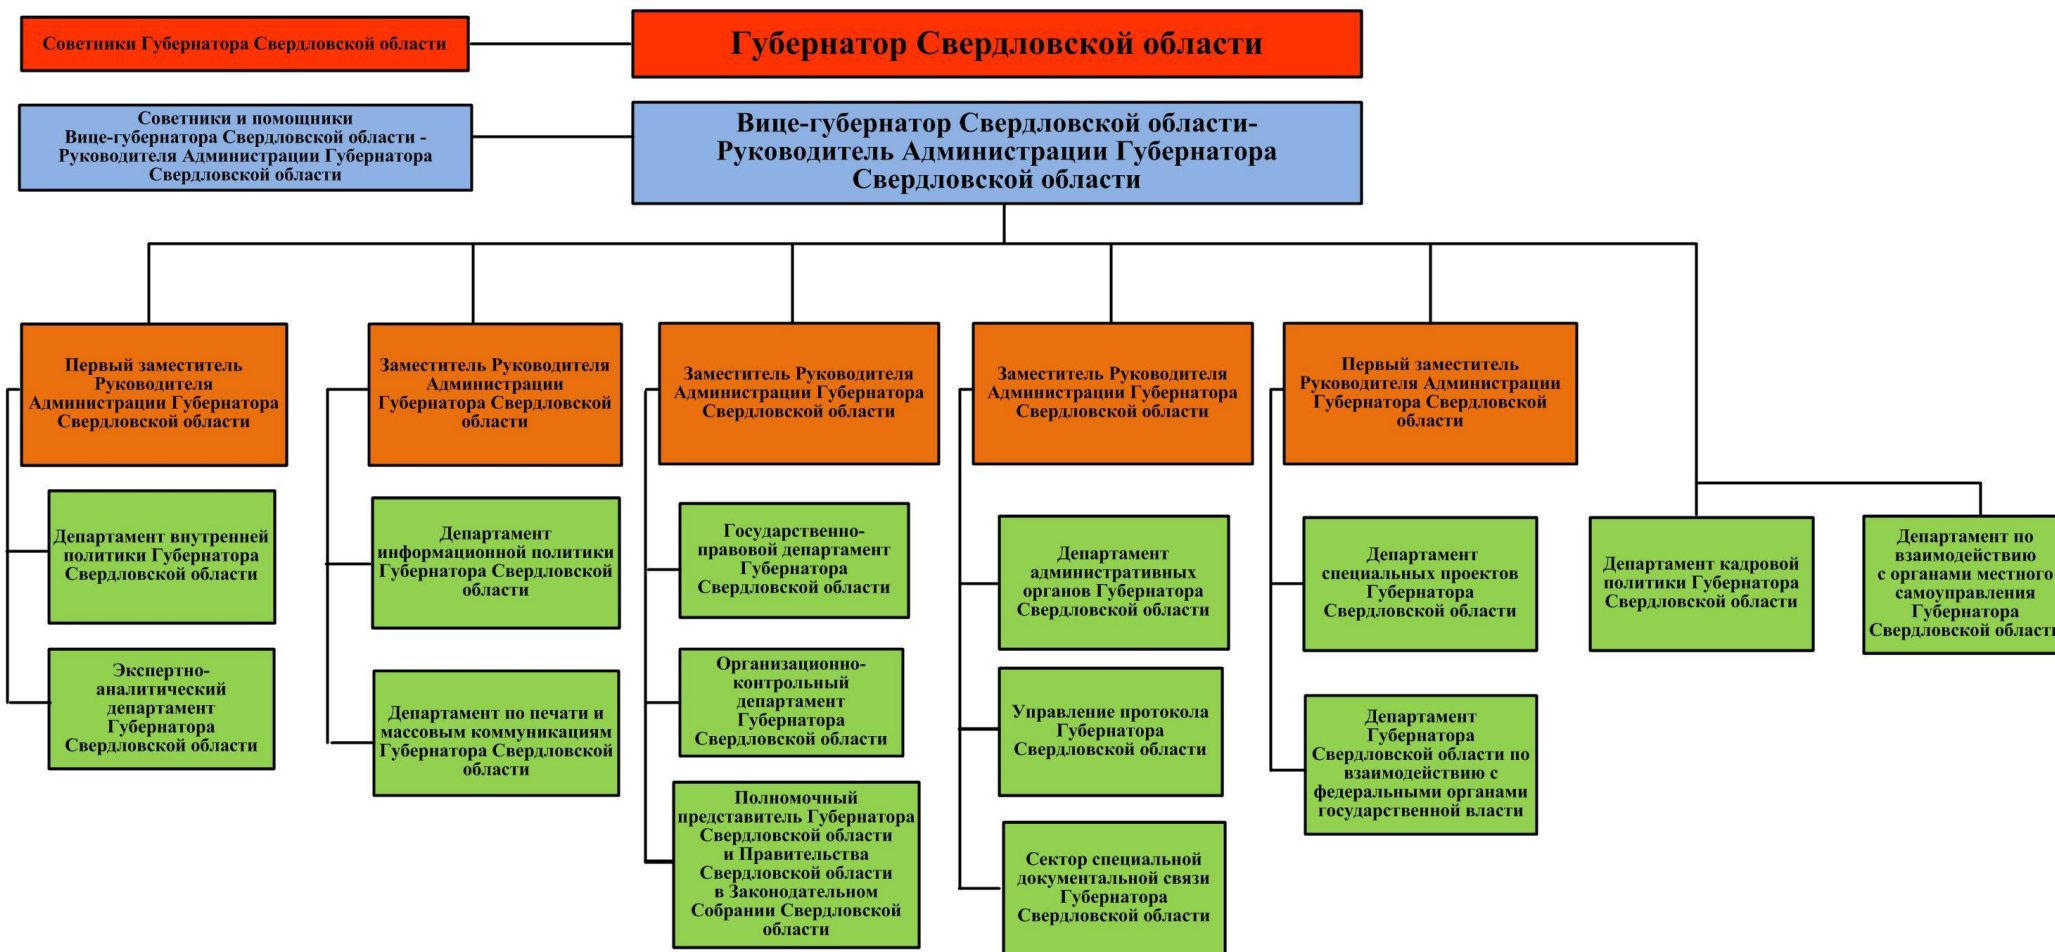 Советники Губернатора Свердловской области
Губернатор Свердловской области
Советники и помощники
Вице-губернатора Свердловской области -
Руководителя Администрации Губернатора
Свердловской области
Вице-губернатор Свердловской области-
Руководитель Администрации Губернатора
Свердловской области
Первый заместитель
Руководителя
Администрации Губернатора
Свердловской области
Заместитель Руководителя
Администрации
Губернатора Свердловской
области
Заместитель Руководителя
Администрации Губернатора
Свердловской области
Заместитель Руководителя
Администрации Губернатора
Свердловской области
Первый заместитель
Руководителя Администрации
Губернатора Свердловской
области
Департамент внутренней
политики Губернатора
Свердловской области
Департамент
информационной политики
Губернатора Свердловской
области
Государственно-
правовой департамент
Губернатора
Свердловской области
Департамент
административных
органов Губернатора
Свердловской области
Департамент
специальных проектов
Губернатора
Свердловской области
Департамент кадровой
политики Губернатора
Свердловской области
Департамент по
взаимодействию
с органами местного
самоуправления
Губернатора
Свердловской области
Экспертно-
аналитический
департамент
Губернатора
Свердловской области
Департамент по печати и
массовым коммуникациям
Губернатора Свердловской
области
Организационно-
контрольный
департамент
Губернатора
Свердловской области
Управление протокола
Губернатора
Свердловской области
Департамент
Губернатора
Свердловской области по
взаимодействию с
федеральными органами
государственной власти
Полномочный
представитель Губернатора
Свердловской области
и Правительства
Свердловской области
в Законодательном
Собрании Свердловской
области
Сектор специальной
документальной связи
Губернатора
Свердловской области